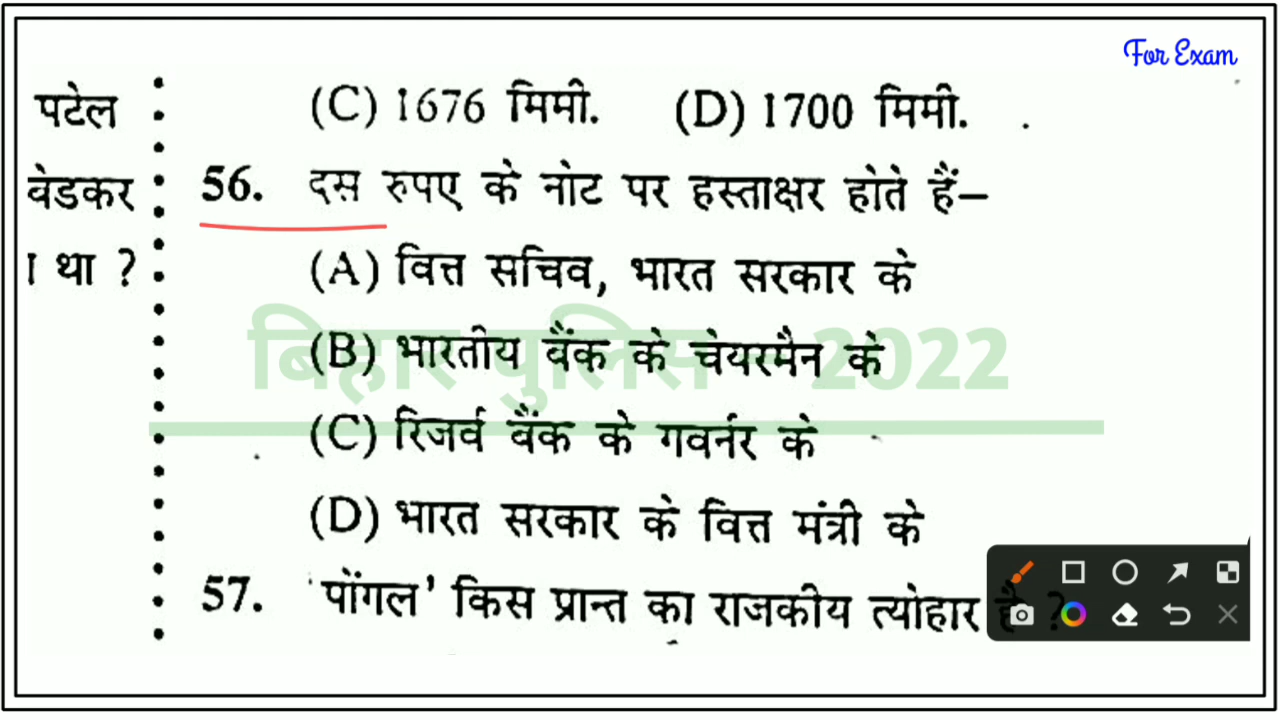 For Exam
पटेल
वेडकर
ा था ?
(C) 1676 मिमी. (D) 1700 मिमी.
56. दस रुपए के नोट पर हस्ताक्षर होते हैं–
(A) वित्त सचिव, भारत सरकार के
(B) भारतीय बैंक के चेयरमैन के
(C) रिजर्व बैंक के गवर्नर के
(D) भारत सरकार के वित्त मंत्री के
57. 'पोंगल' किस प्रान्त का राजकीय त्योहार है ?
बिहार पुलिस – 2022